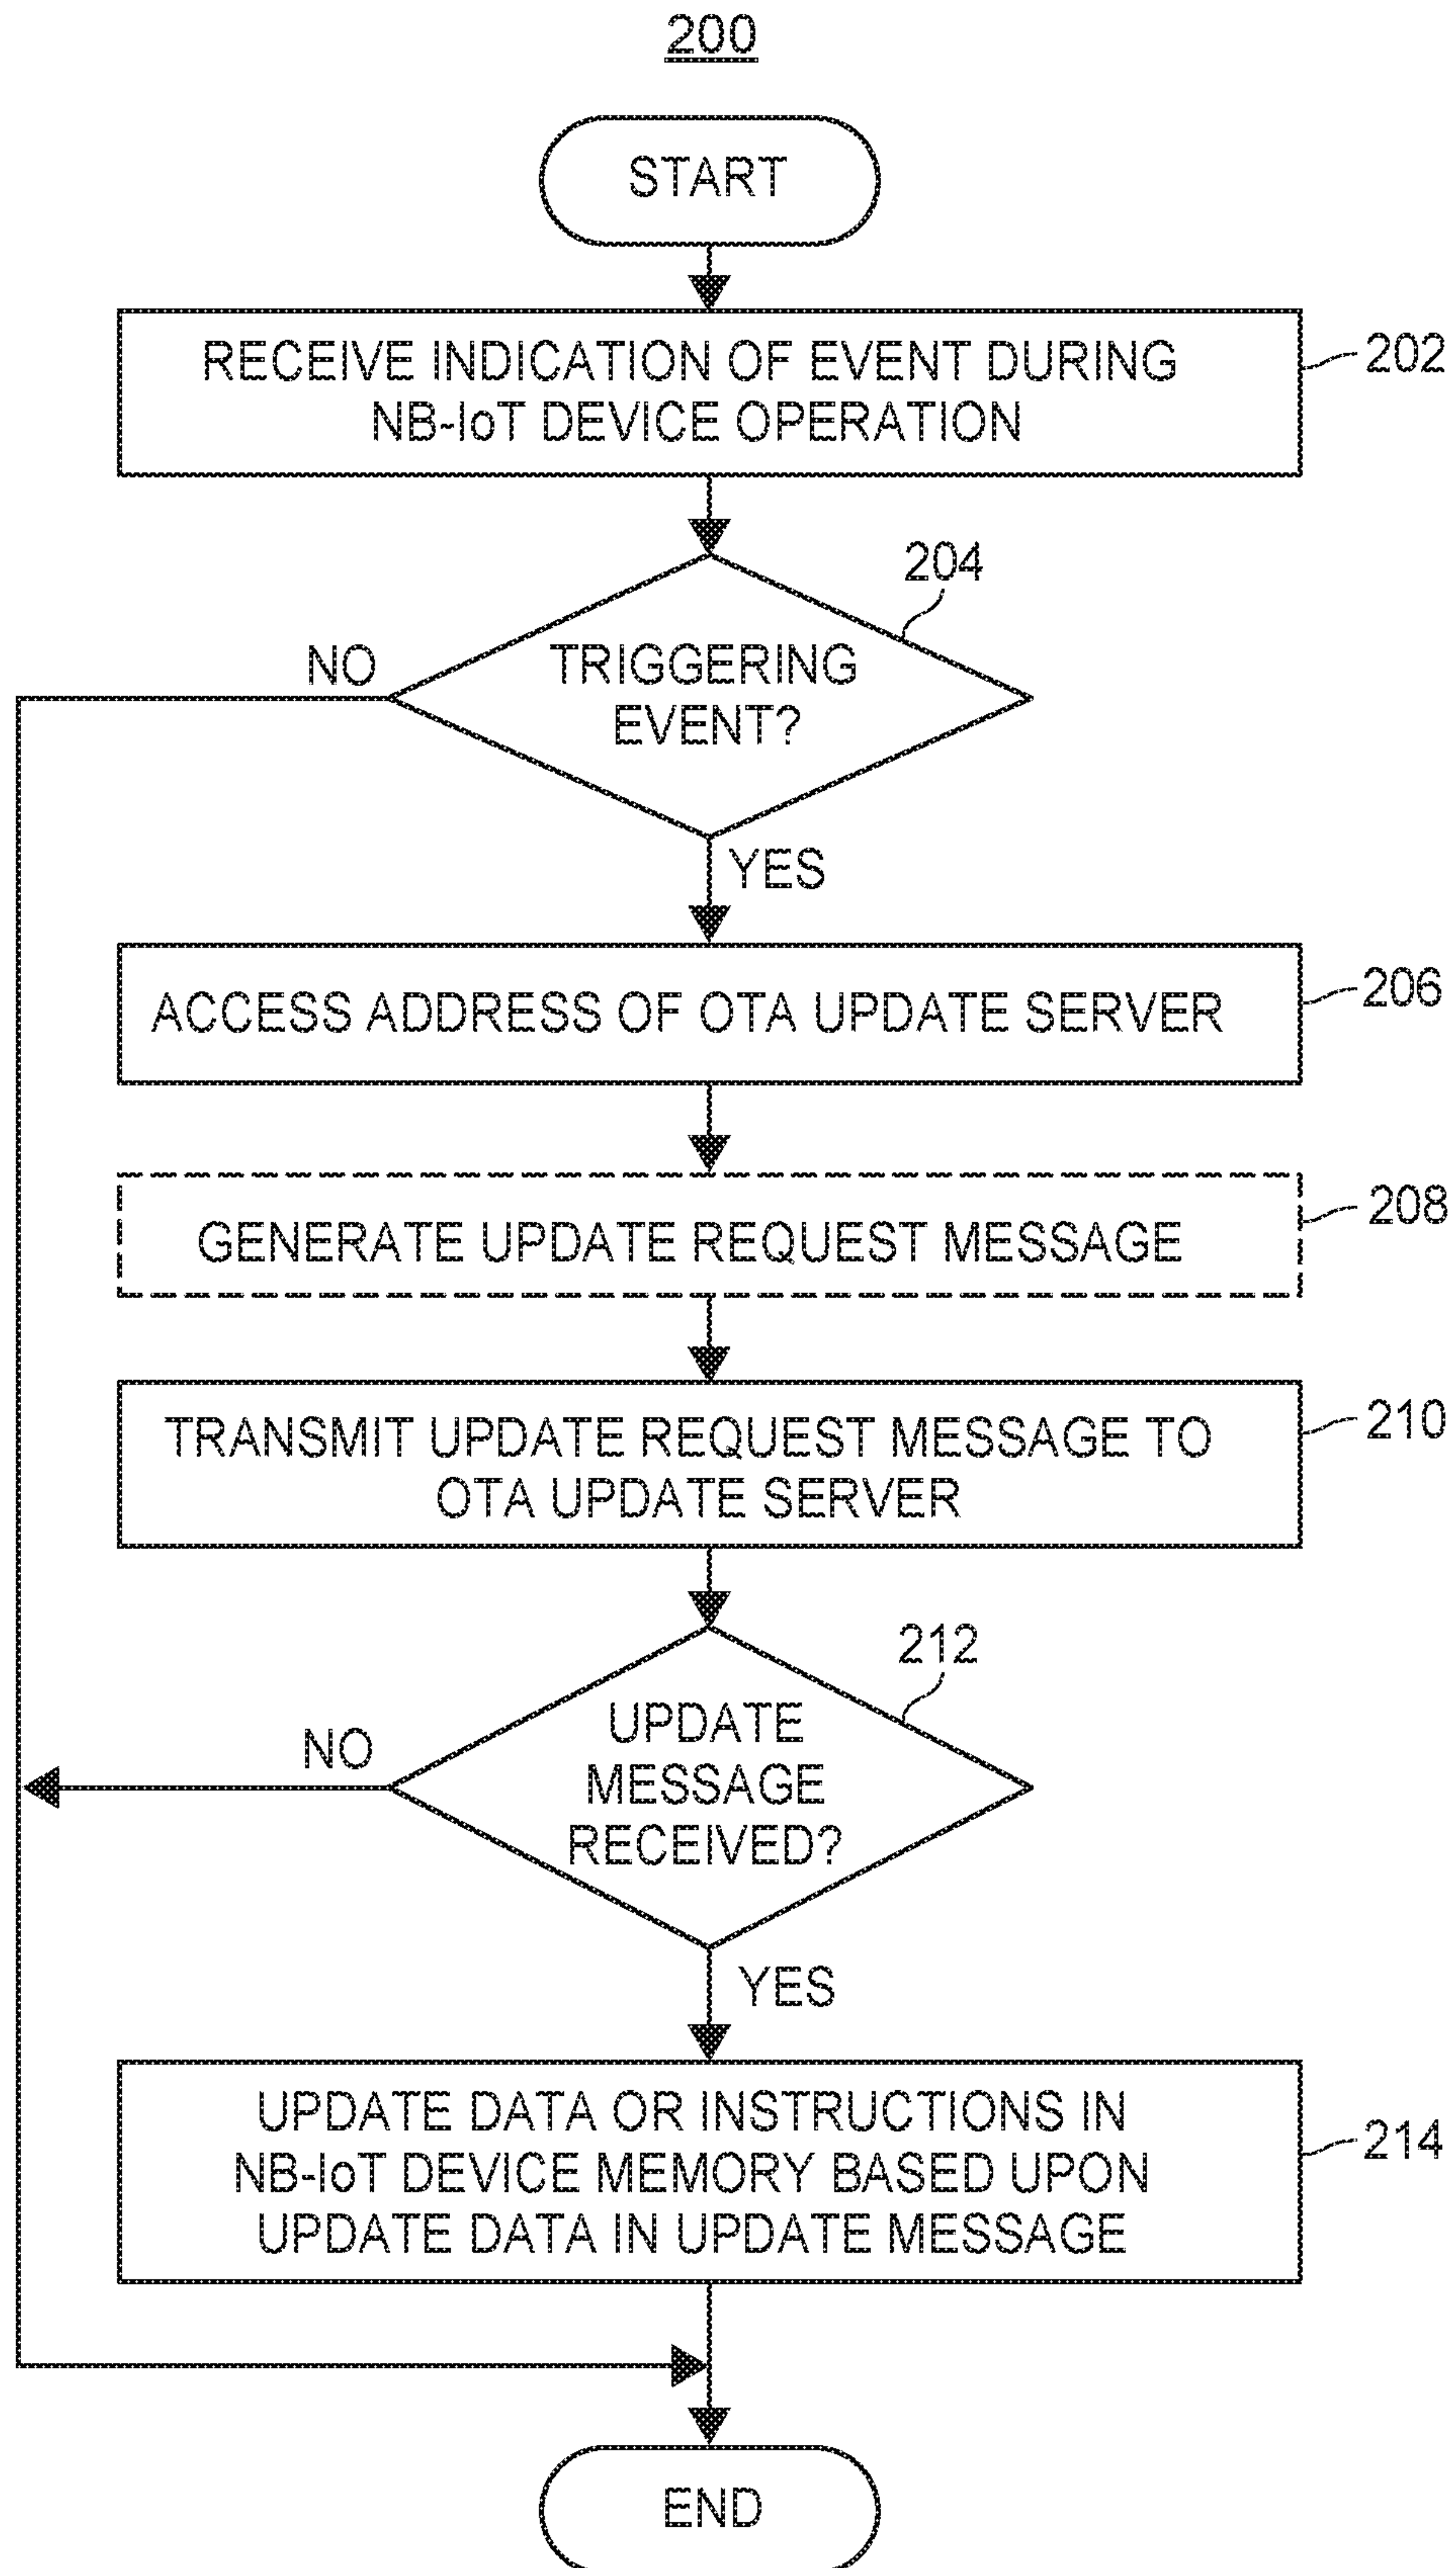 200
START
RECEIVE INDICATION OF EVENT DURING
NB-IoT DEVICE OPERATION
202
204
TRIGGERING
EVENT?
NO
YES
ACCESS ADDRESS OF OTA UPDATE SERVER
206
GENERATE UPDATE REQUEST MESSAGE
208
TRANSMIT UPDATE REQUEST MESSAGE TO
OTA UPDATE SERVER
210
212
UPDATE
MESSAGE
RECEIVED?
NO
YES
UPDATE DATA OR INSTRUCTIONS IN
NB-IoT DEVICE MEMORY BASED UPON
UPDATE DATA IN UPDATE MESSAGE
214
END